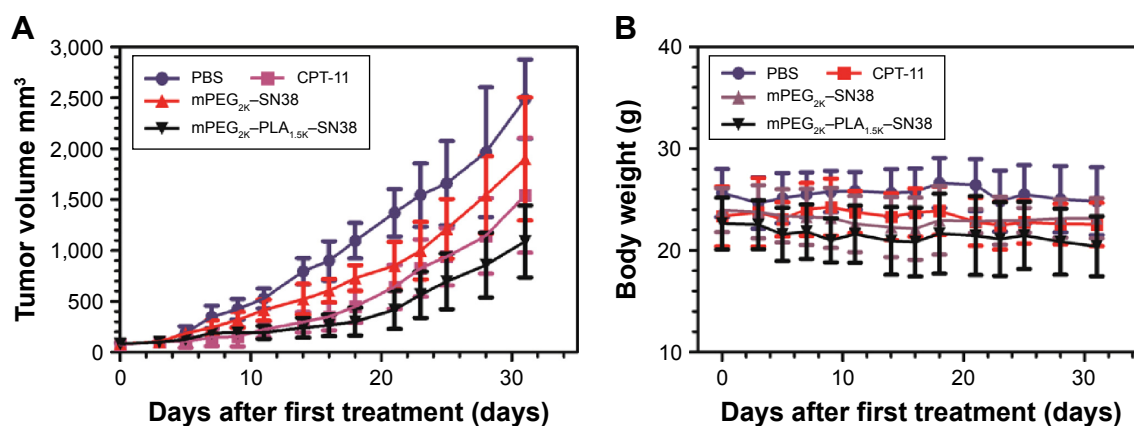 A
Tumor volume mm³
3,000
2,500
2,000
1,500
1,000
500
0
PBS CPT-11
mPEG₂ₖ–SN38
mPEG₂ₖ–PLA₁.₅ₖ–SN38
0 10 20 30
Days after first treatment (days)
B
Body weight (g)
40
30
20
10
PBS CPT-11
mPEG₂ₖ–SN38
mPEG₂ₖ–PLA₁.₅ₖ–SN38
0 10 20 30
Days after first treatment (days)